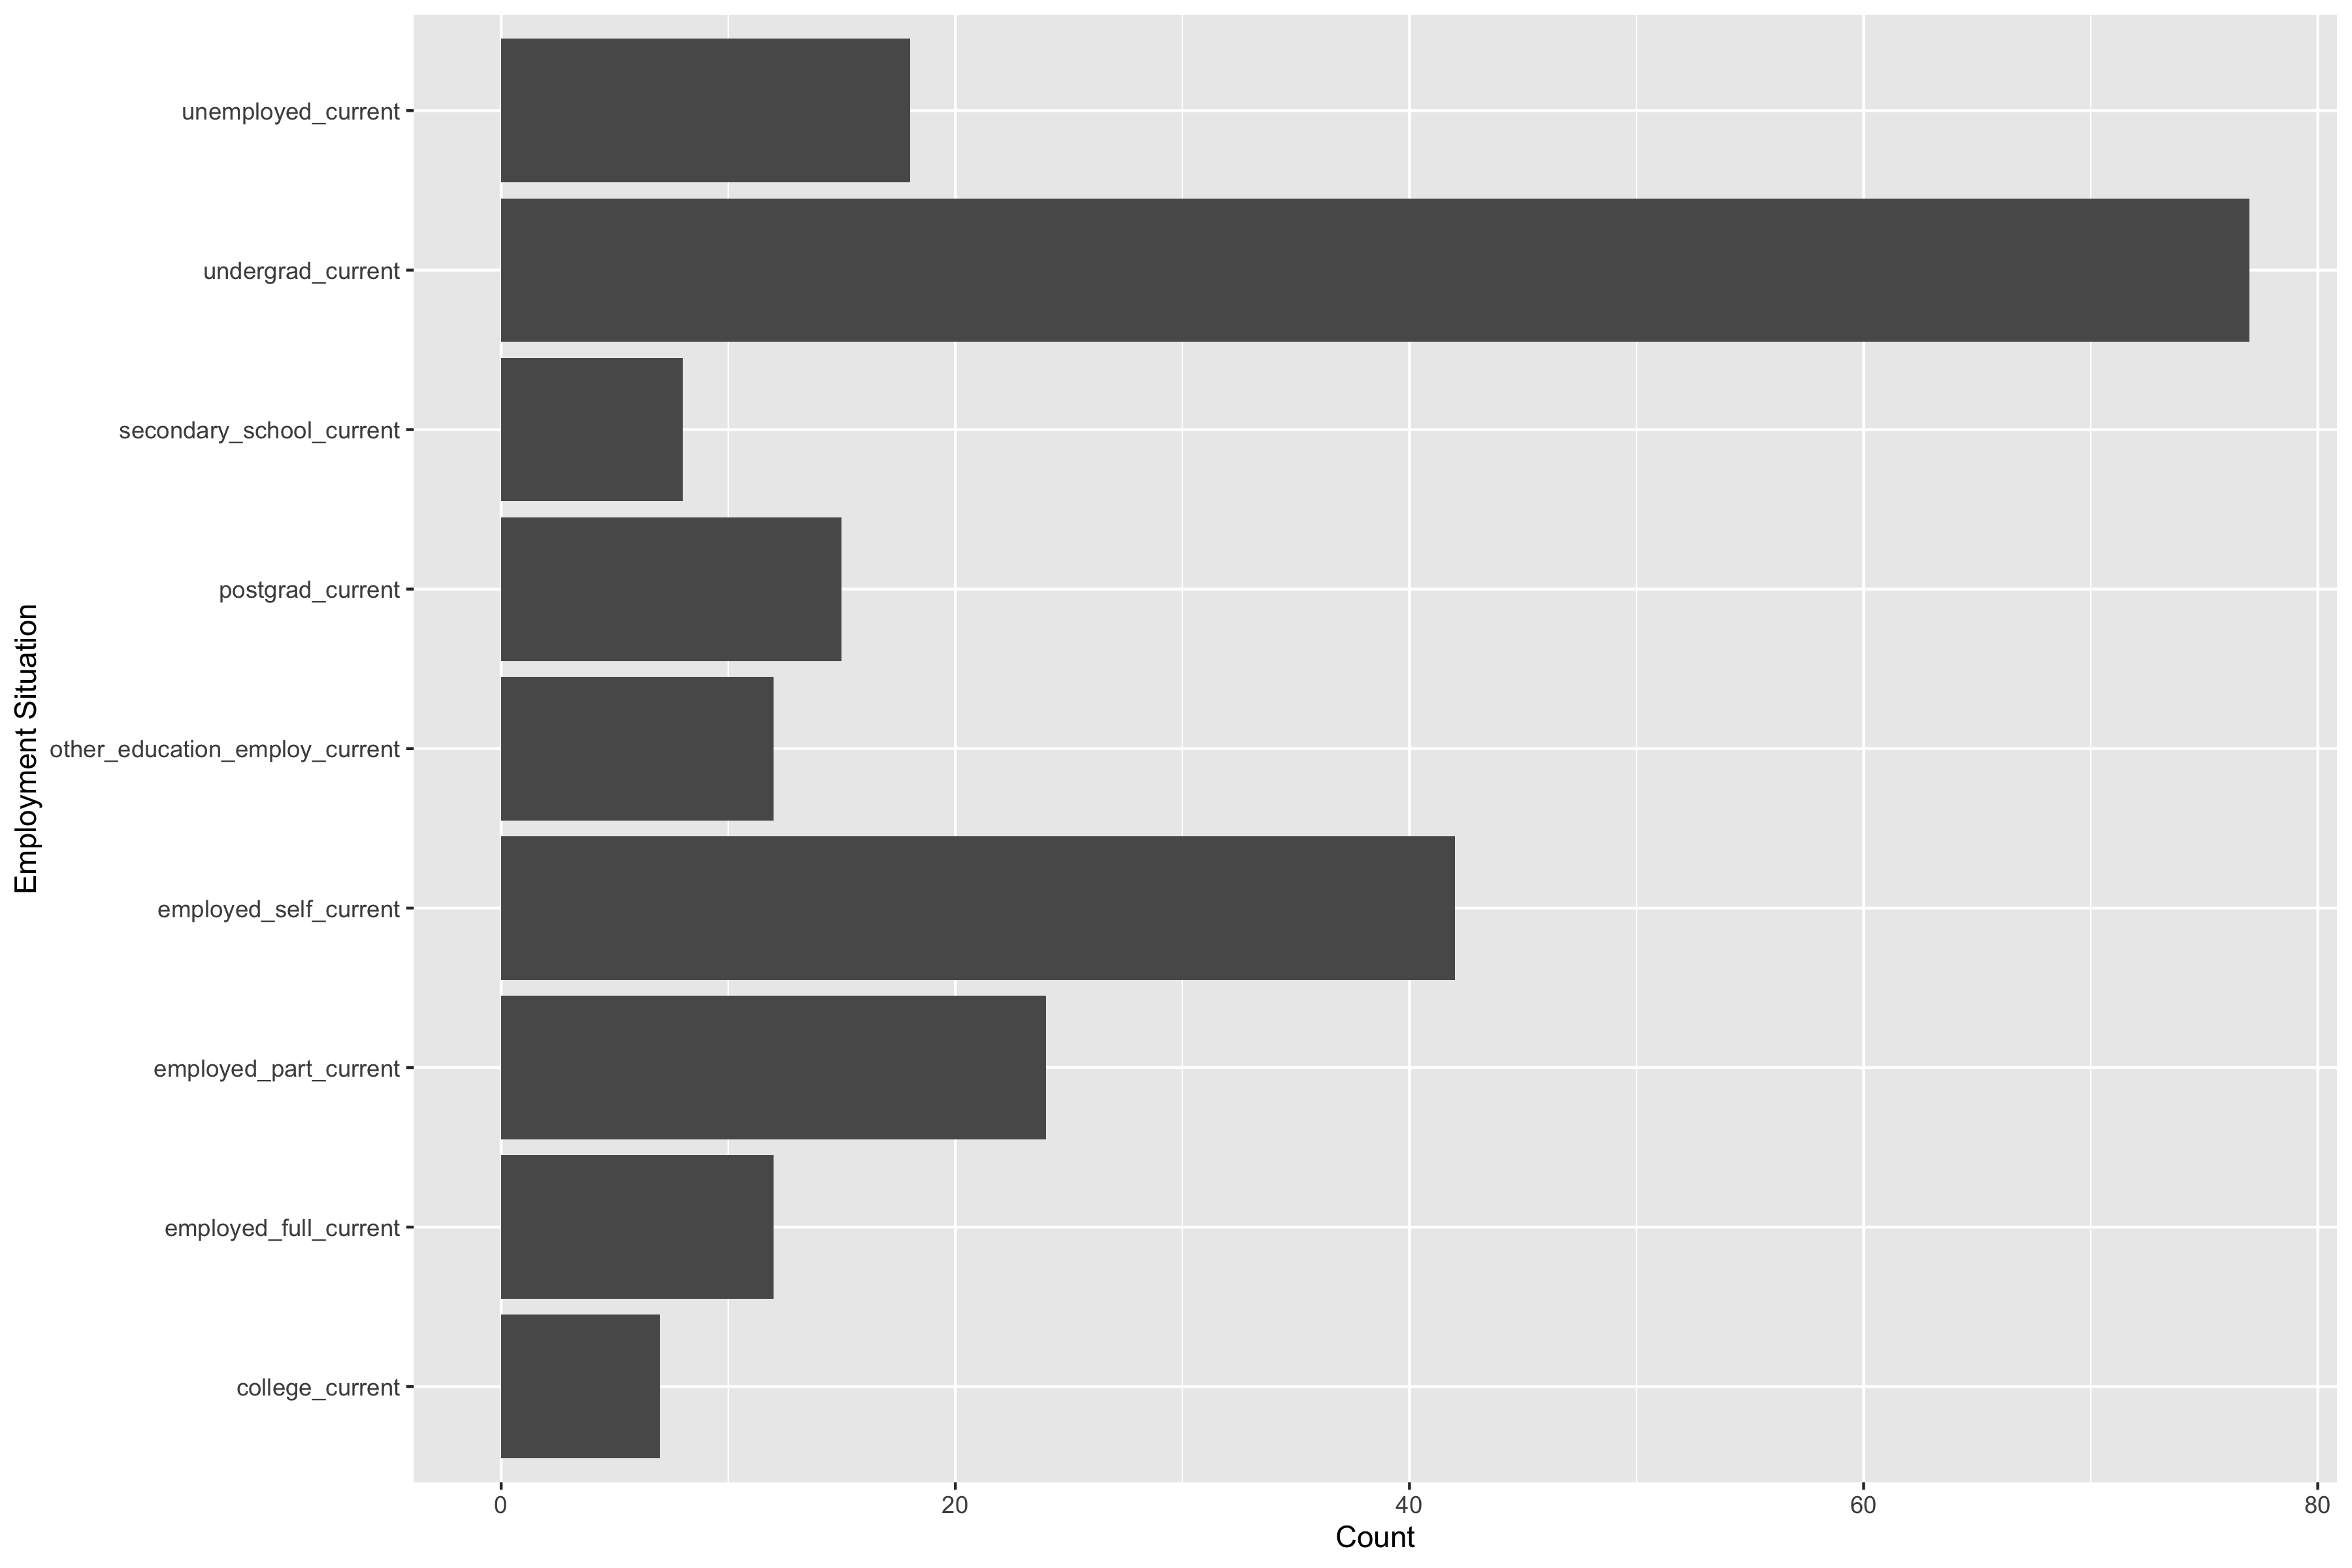 unemployed_current
undergrad_current
secondary_school_current
postgrad_current
other_education_employ_current
employed_self_current
employed_part_current
employed_full_current
college_current
Employment Situation
0 20 40 60 80
Count